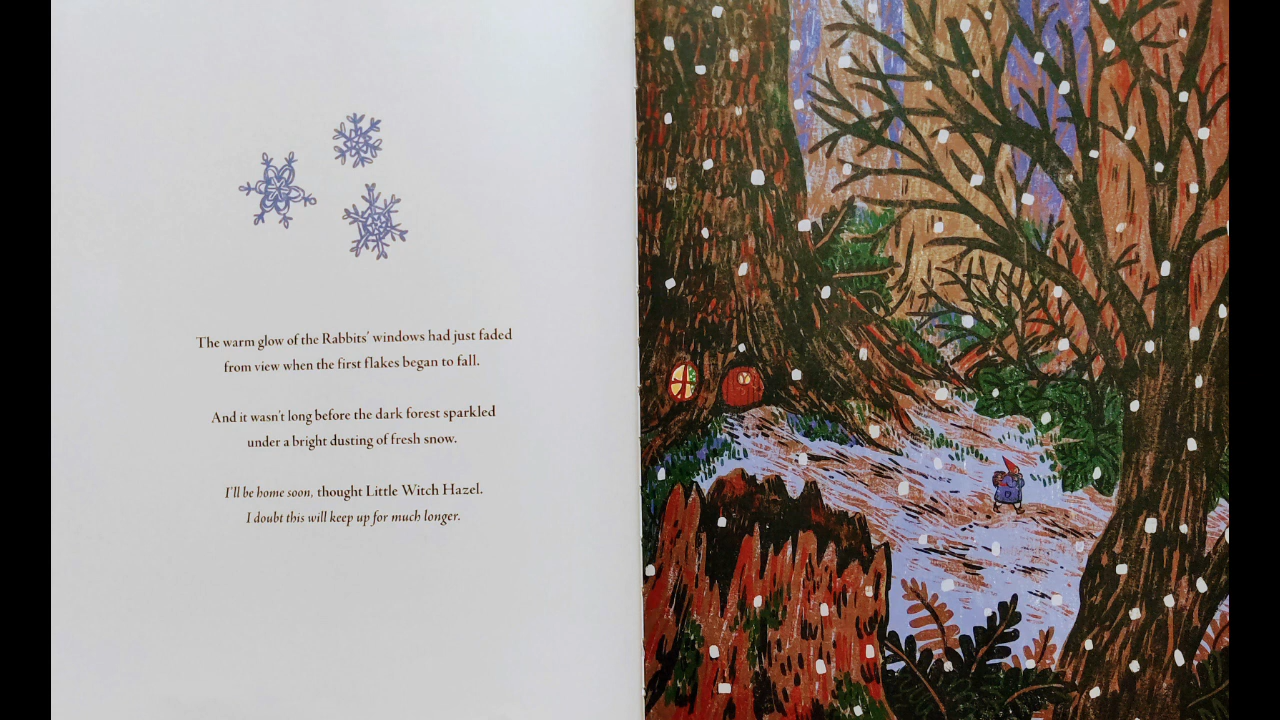 The warm glow of the Rabbits' windows had just faded
from view when the first flakes began to fall.
And it wasn't long before the dark forest sparkled
under a bright dusting of fresh snow.
I'll be home soon, thought Little Witch Hazel.
I doubt this will keep up for much longer.